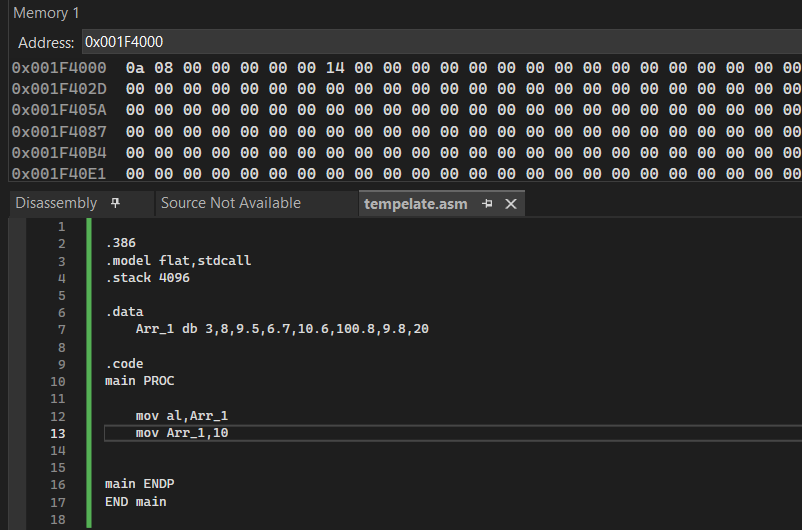 Memory 1
Address: 0x001F4000
0x001F4000 0a 08 00 00 00 00 00 14 00 00 00 00 00 00 00 00 00 00 00 00 00 00 00 00
0x001F402D 00 00 00 00 00 00 00 00 00 00 00 00 00 00 00 00 00 00 00 00 00 00 00 00
0x001F405A 00 00 00 00 00 00 00 00 00 00 00 00 00 00 00 00 00 00 00 00 00 00 00 00
0x001F4087 00 00 00 00 00 00 00 00 00 00 00 00 00 00 00 00 00 00 00 00 00 00 00 00
0x001F40B4 00 00 00 00 00 00 00 00 00 00 00 00 00 00 00 00 00 00 00 00 00 00 00 00
0x001F40E1 00 00 00 00 00 00 00 00 00 00 00 00 00 00 00 00 00 00 00 00 00 00 00 00
Disassembly Source Not Available tempelate.asm
1
2 .386
3 .model flat,stdcall
4 .stack 4096
5
6 .data
7 Arr_1 db 3,8,9.5,6.7,10.6,100.8,9.8,20
8
9 .code
10 main PROC
11
12 mov al,Arr_1
13 mov Arr_1,10
14
15
16 main ENDP
17 END main
18